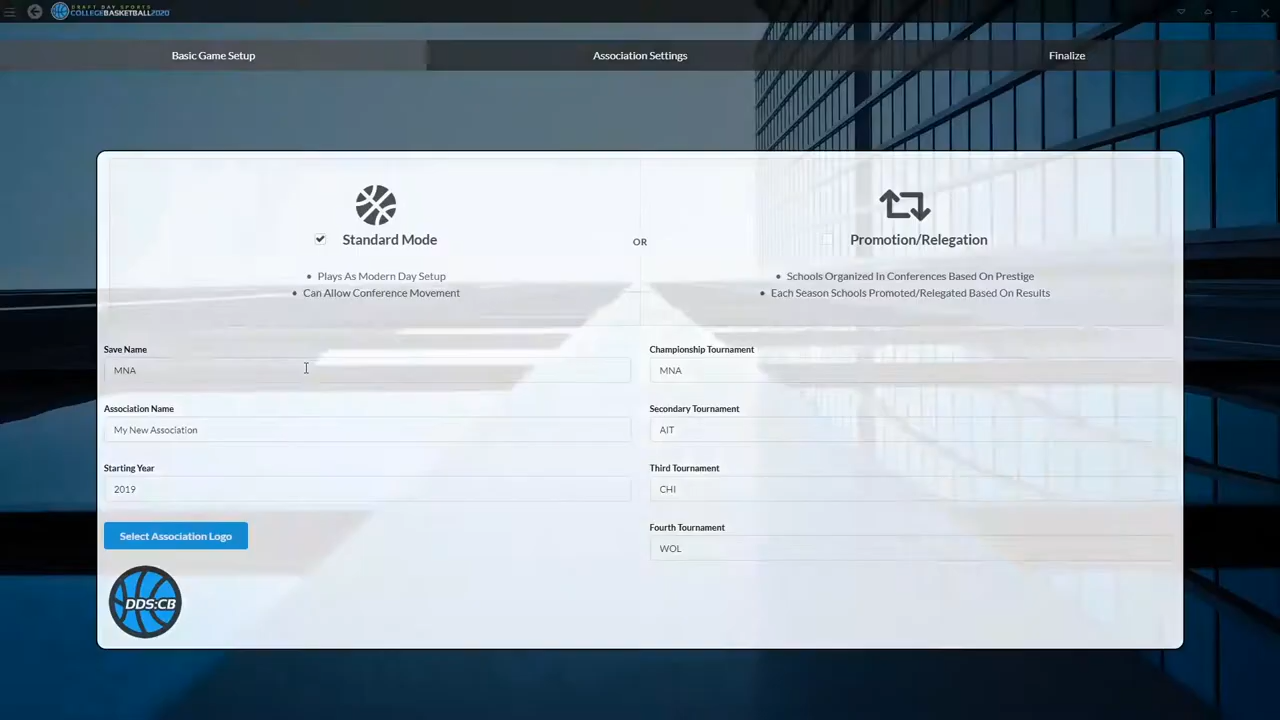 DRAFT DAY SPORTS
COLLEGEBASKETBALL2020
Basic Game Setup
Association Settings
Finalize
Standard Mode
OR
Promotion/Relegation
• Plays As Modern Day Setup
• Can Allow Conference Movement
• Schools Organized In Conferences Based On Prestige
• Each Season Schools Promoted/Relegated Based On Results
Save Name
MNA
Association Name
My New Association
Starting Year
2019
Select Association Logo
DDS:CB
Championship Tournament
MNA
Secondary Tournament
AIT
Third Tournament
CHI
Fourth Tournament
WOL